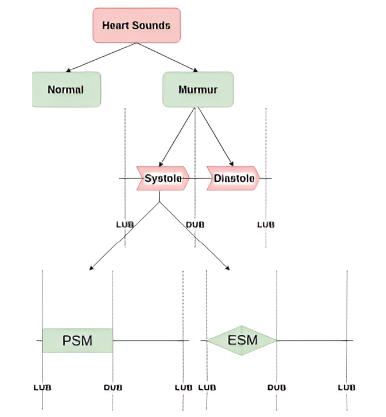 Heart Sounds
Normal
Murmur
Systole
Diastole
LUB
DUB
LUB
PSM
ESM
LUB
DUB
LUB
LUB
DUB
LUB